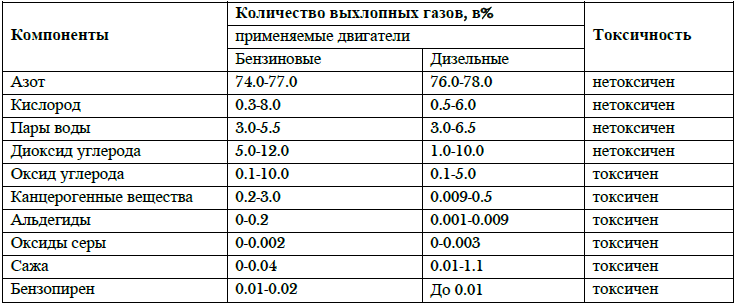 Компоненты Количество выхлопных газов, в% Токсичность
применяемые двигатели
Бензиновые Дизельные
Азот 74.0-77.0 76.0-78.0 нетоксичен
Кислород 0.3-8.0 0.5-6.0 нетоксичен
Пары воды 3.0-5.5 3.0-6.5 нетоксичен
Диоксид углерода 5.0-12.0 1.0-10.0 нетоксичен
Оксид углерода 0.1-10.0 0.1-5.0 токсичен
Канцерогенные вещества 0.2-3.0 0.009-0.5 токсичен
Альдегиды 0-0.2 0.001-0.009 токсичен
Оксиды серы 0-0.002 0-0.003 токсичен
Сажа 0-0.04 0.01-1.1 токсичен
Бензопирен 0.01-0.02 До 0.01 токсичен